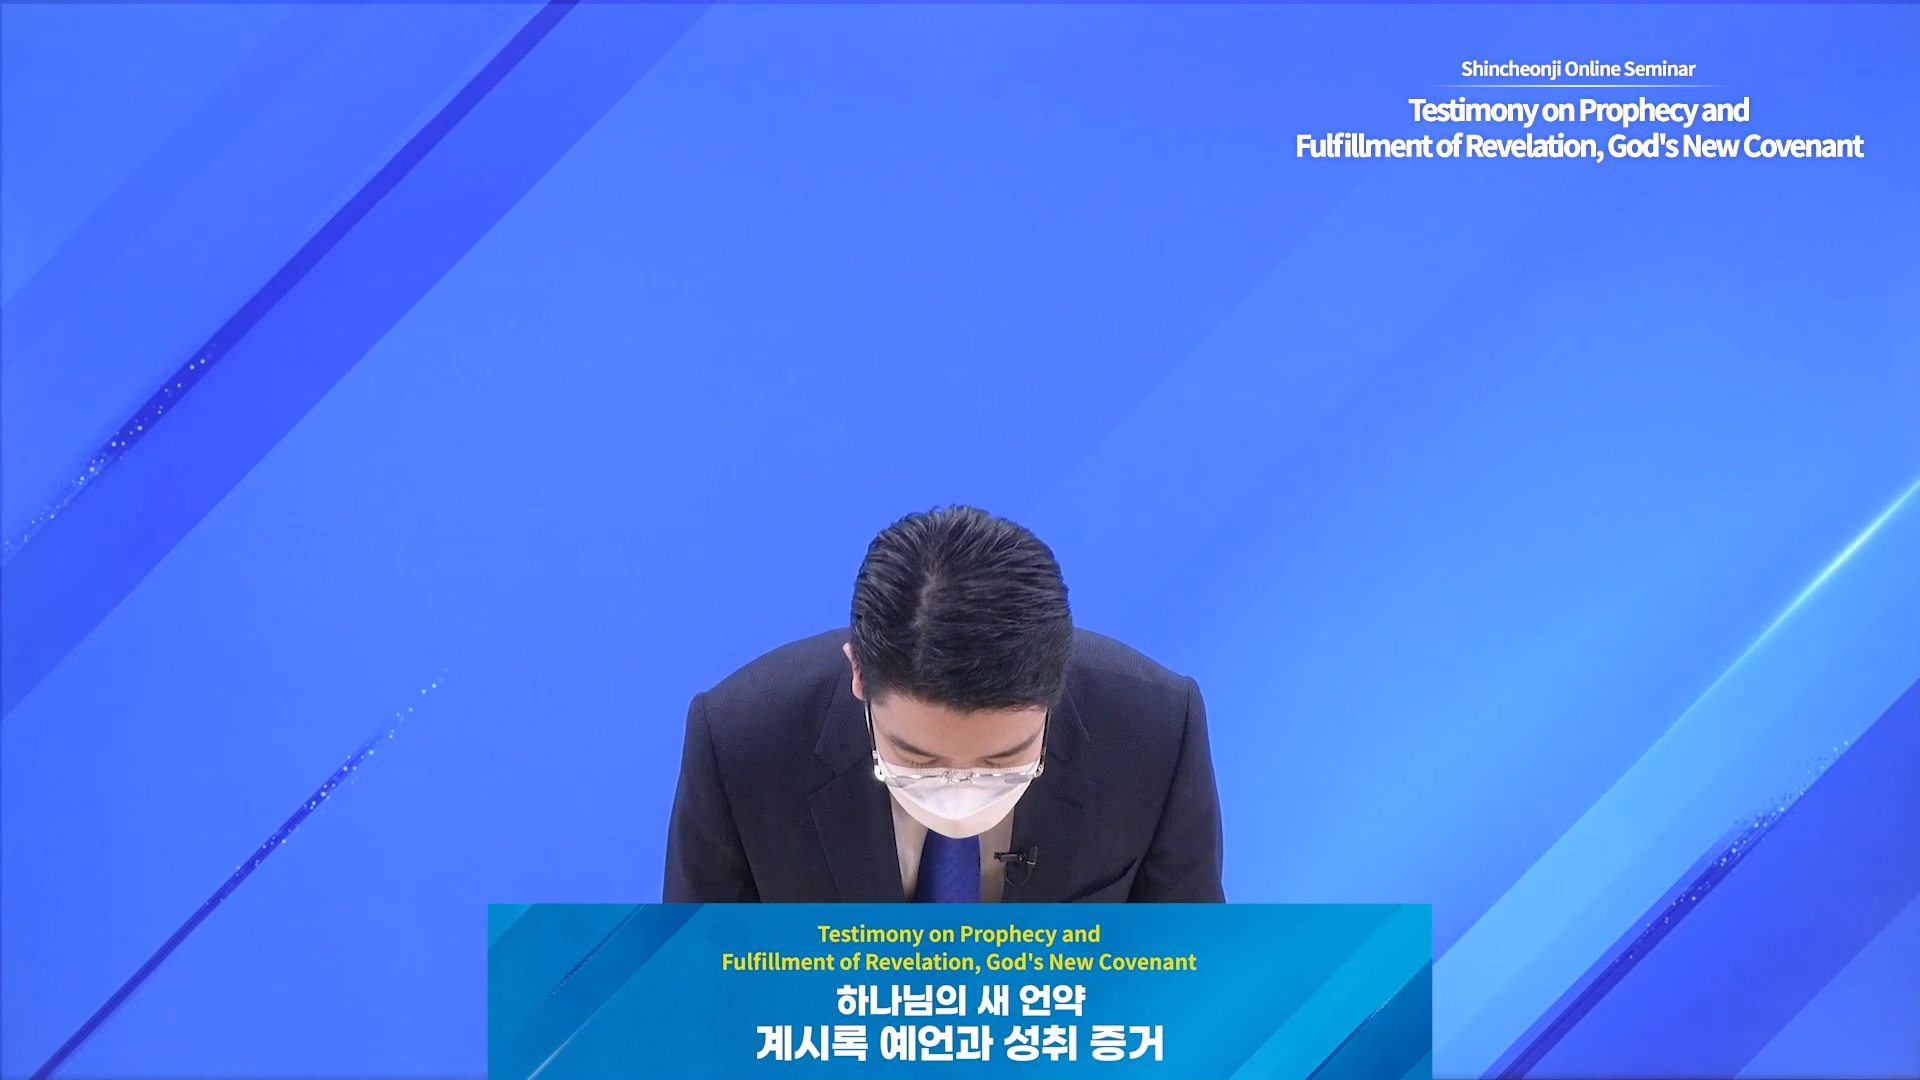 Shincheonji Online Seminar
Testimony on Prophecy and
Fulfillment of Revelation, God's New Covenant
Testimony on Prophecy and
Fulfillment of Revelation, God's New Covenant
하나님의 새 언약
계시록 예언과 성취 증거